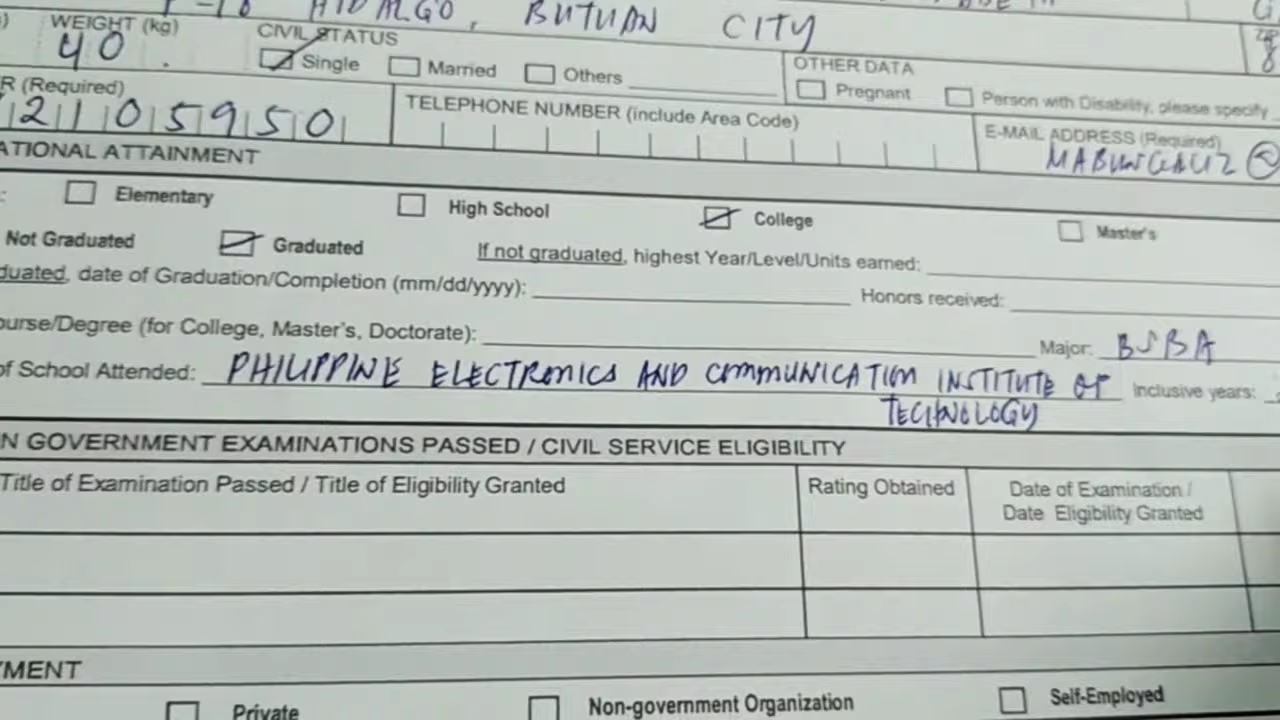 HIDALGO, BUTUAN CITY
WEIGHT (kg) CIVIL STATUS
40 Single Married Others OTHER DATA
Pregnant Person with Disability, please specify
R (Required) TELEPHONE NUMBER (include Area Code) E-MAIL ADDRESS (Required)
2105950
ATIONAL ATTAINMENT
Elementary High School College Master's
Not Graduated Graduated If not graduated, highest Year/Level/Units earned:
duated, date of Graduation/Completion (mm/dd/yyyy): Honors received:
ourse/Degree (for College, Master's, Doctorate): Major: BSBA
of School Attended: PHILIPPINE ELECTRONICS AND COMMUNICATION INSTITUTE OF Inclusive years:
TECHNOLOGY
N GOVERNMENT EXAMINATIONS PASSED / CIVIL SERVICE ELIGIBILITY
Title of Examination Passed / Title of Eligibility Granted Rating Obtained Date of Examination /
Date Eligibility Granted
YMENT
Private Non-government Organization Self-Employed